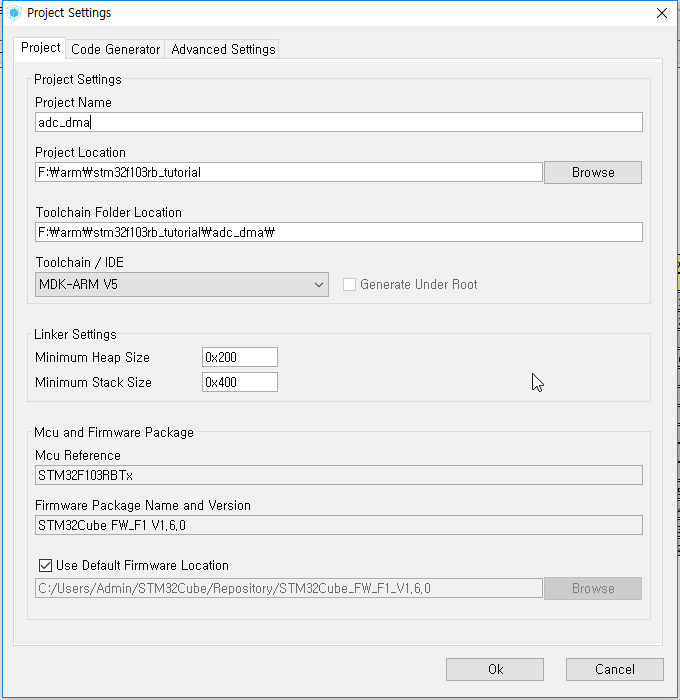 Project Settings
Project Code Generator Advanced Settings
Project Settings
Project Name
adc_dma
Project Location
F:₩arm₩stm32f103rb_tutorial
Browse
Toolchain Folder Location
F:₩arm₩stm32f103rb_tutorial₩adc_dma₩
Toolchain / IDE
MDK-ARM V5
Generate Under Root
Linker Settings
Minimum Heap Size 0x200
Minimum Stack Size 0x400
Mcu and Firmware Package
Mcu Reference
STM32F103RBTx
Firmware Package Name and Version
STM32Cube FW_F1 V1.6.0
Use Default Firmware Location
C:/Users/Admin/STM32Cube/Repository/STM32Cube_FW_F1_V1.6.0
Browse
Ok Cancel